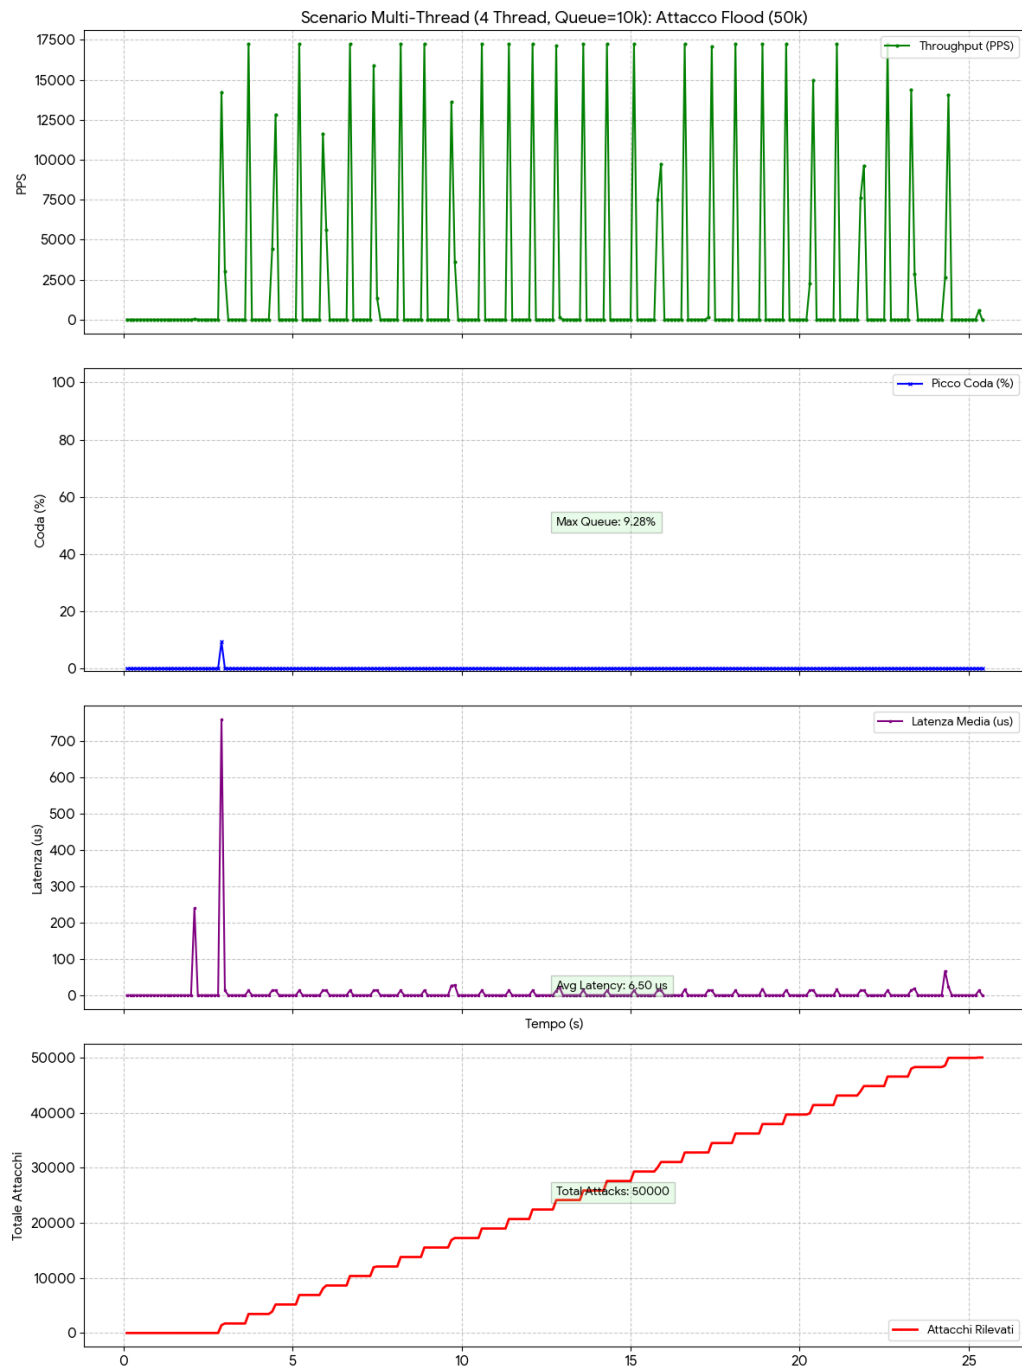 Scenario Multi-Thread (4 Thread, Queue=10k): Attacco Flood (50k)
17500
15000
12500
10000
7500
5000
2500
0
PPS
Throughput (PPS)
100
80
60
40
20
0
Coda (%)
Picco Coda (%)
Max Queue: 9.28%
700
600
500
400
300
200
100
0
Latenza (us)
Latenza Media (us)
Avg Latency: 6.50 us
Tempo (s)
50000
40000
30000
20000
10000
0
Totale Attacchi
Total Attacks: 50000
Attacchi Rilevati
0
5
10
15
20
25